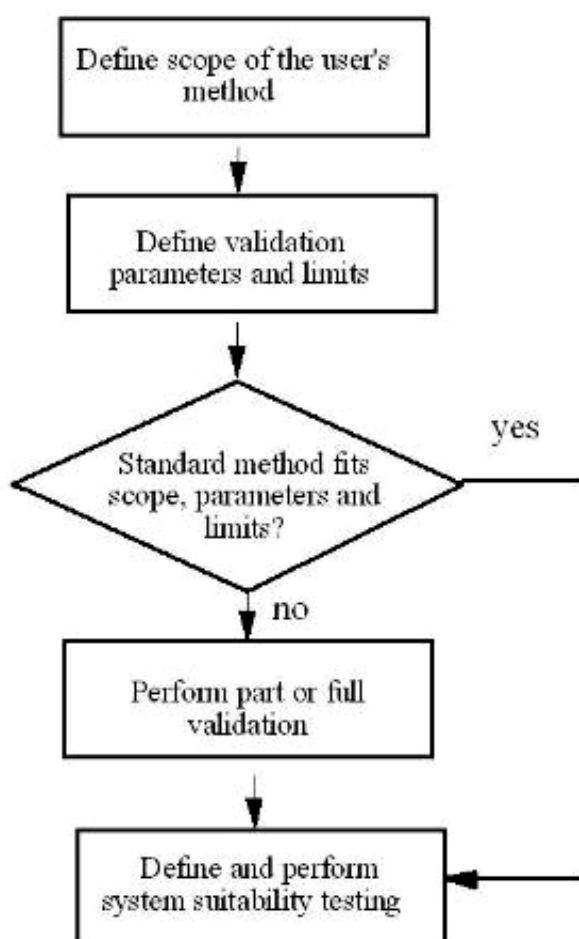 Define scope of the user's
method
Define validation
parameters and limits
Standard method fits
scope, parameters and
limits?
yes
no
Perform part or full
validation
Define and perform
system suitability testing